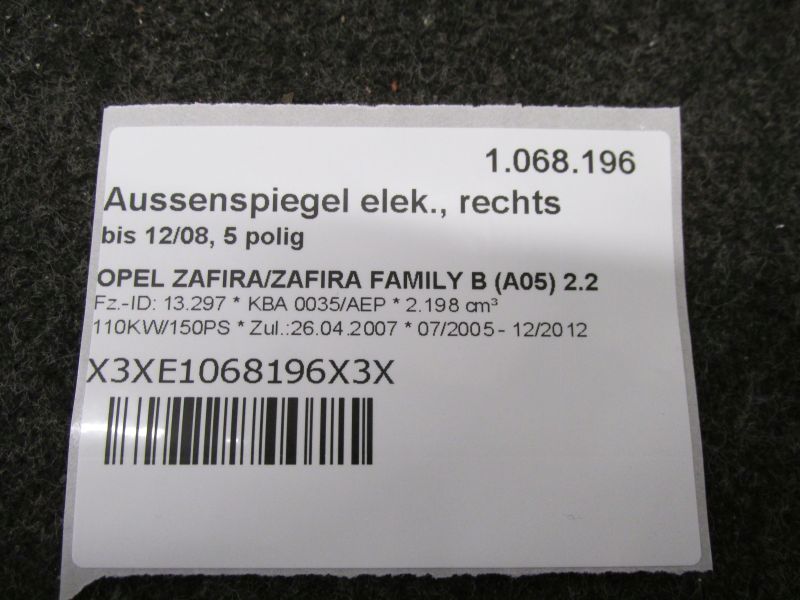 1.068.196
Aussenspiegel elek., rechts
bis 12/08, 5 polig
OPEL ZAFIRA/ZAFIRA FAMILY B (A05) 2.2
Fz.-ID: 13.297 * KBA 0035/AEP * 2.198 cm³
110KW/150PS * Zul.:26.04.2007 * 07/2005 - 12/2012
X3XE1068196X3X